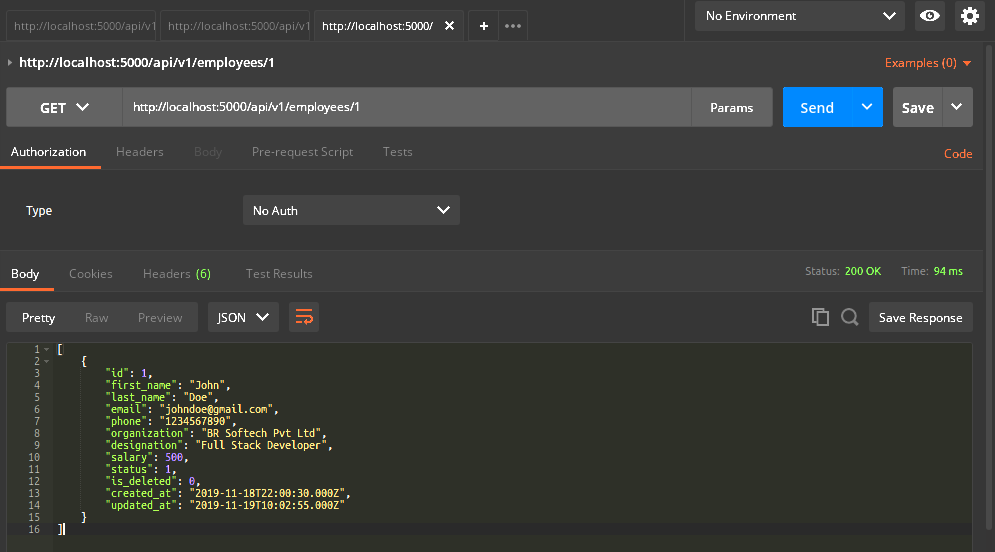 http://localhost:5000/api/v1 http://localhost:5000/api/v1 http://localhost:5000/ No Environment
http://localhost:5000/api/v1/employees/1 Examples (0)
GET http://localhost:5000/api/v1/employees/1 Params Send Save
Authorization Headers Body Pre-request Script Tests Code
Type No Auth
Body Cookies Headers (6) Test Results Status: 200 OK Time: 94 ms
Pretty Raw Preview JSON Save Response
1 [
2 {
3 "id": 1,
4 "first_name": "John",
5 "last_name": "Doe",
6 "email": "johndoe@gmail.com",
7 "phone": "1234567890",
8 "organization": "BR Softech Pvt Ltd",
9 "designation": "Full Stack Developer",
10 "salary": 500,
11 "status": 1,
12 "is_deleted": 0,
13 "created_at": "2019-11-18T22:00:30.000Z",
14 "updated_at": "2019-11-19T10:02:55.000Z"
15 }
16 ]